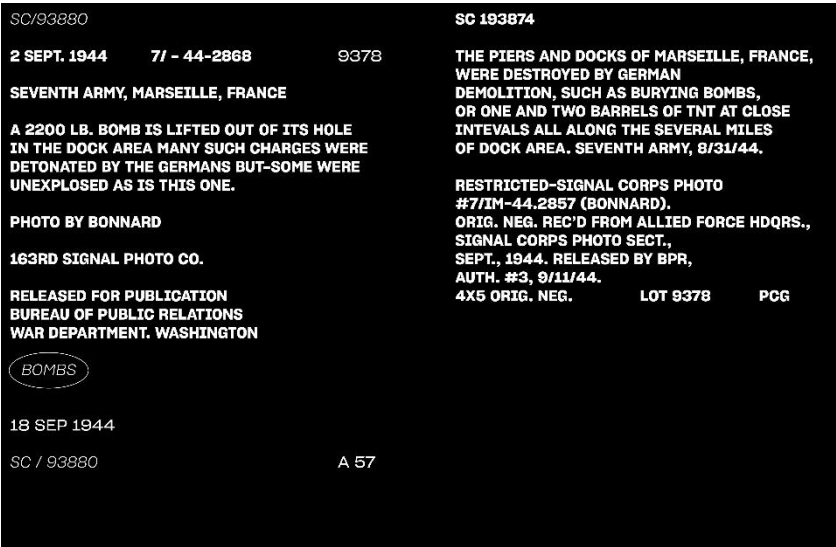 SC/93880
2 SEPT. 1944 7/ - 44-2868 9378
SEVENTH ARMY, MARSEILLE, FRANCE
A 2200 LB. BOMB IS LIFTED OUT OF ITS HOLE
IN THE DOCK AREA MANY SUCH CHARGES WERE
DETONATED BY THE GERMANS BUT-SOME WERE
UNEXPLOSED AS IS THIS ONE.
PHOTO BY BONNARD
163RD SIGNAL PHOTO CO.
RELEASED FOR PUBLICATION
BUREAU OF PUBLIC RELATIONS
WAR DEPARTMENT. WASHINGTON
BOMBS
18 SEP 1944
SC / 93880 A 57
SC 193874
THE PIERS AND DOCKS OF MARSEILLE, FRANCE,
WERE DESTROYED BY GERMAN
DEMOLITION, SUCH AS BURYING BOMBS,
OR ONE AND TWO BARRELS OF TNT AT CLOSE
INTEVALS ALL ALONG THE SEVERAL MILES
OF DOCK AREA. SEVENTH ARMY, 8/31/44.
RESTRICTED-SIGNAL CORPS PHOTO
#7/IM-44.2857 (BONNARD).
ORIG. NEG. REC'D FROM ALLIED FORCE HDQRS.,
SIGNAL CORPS PHOTO SECT.,
SEPT., 1944. RELEASED BY BPR,
AUTH. #3, 9/11/44.
4X5 ORIG. NEG. LOT 9378 PCG